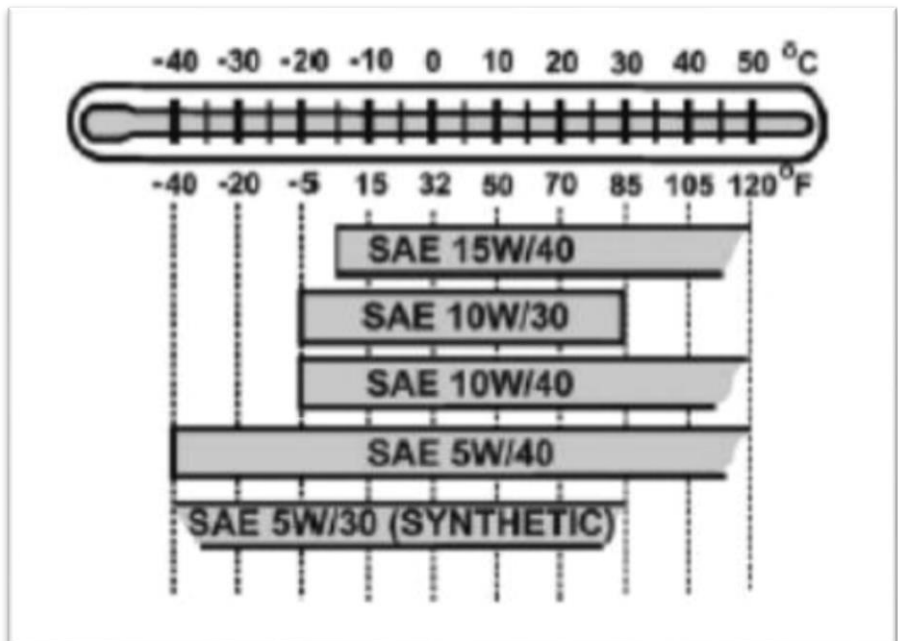 -40 -30 -20 -10 0 10 20 30 40 50 °C
-40 -20 -5 15 32 50 70 85 105 120 °F
SAE 15W/40
SAE 10W/30
SAE 10W/40
SAE 5W/40
SAE 5W/30 (SYNTHETIC)